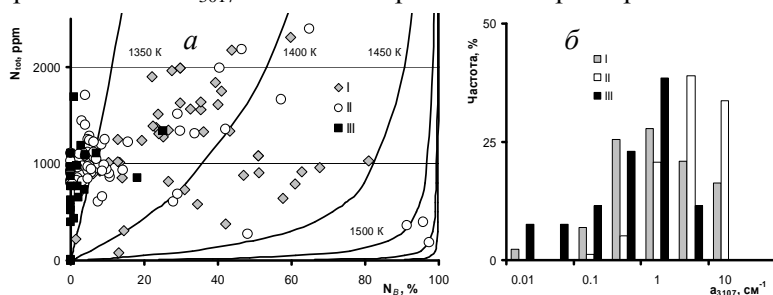 3017
N_tot, ppm
2000
1000
0
а
1350 К
1400 К
1450 К
1500 К
I
II
III
0 20 40 60 80 100
N_B, %
б
Частота, %
50
25
0
I
II
III
0.01 0.1 1 10
a_3107, см⁻¹